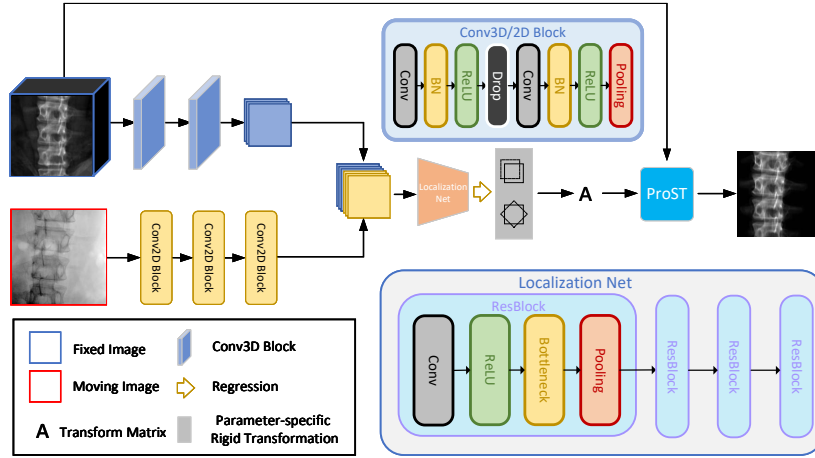 Conv3D/2D Block
Conv
BN
ReLU
Drop
Conv
BN
ReLU
Pooling
Localization
Net
A
ProST
Conv2D Block
Conv2D Block
Conv2D Block
Localization Net
ResBlock
Conv
ReLU
Bottleneck
Pooling
ResBlock
ResBlock
ResBlock
Fixed Image
Conv3D Block
Moving Image
Regression
A Transform Matrix
Parameter-specific
Rigid Transformation